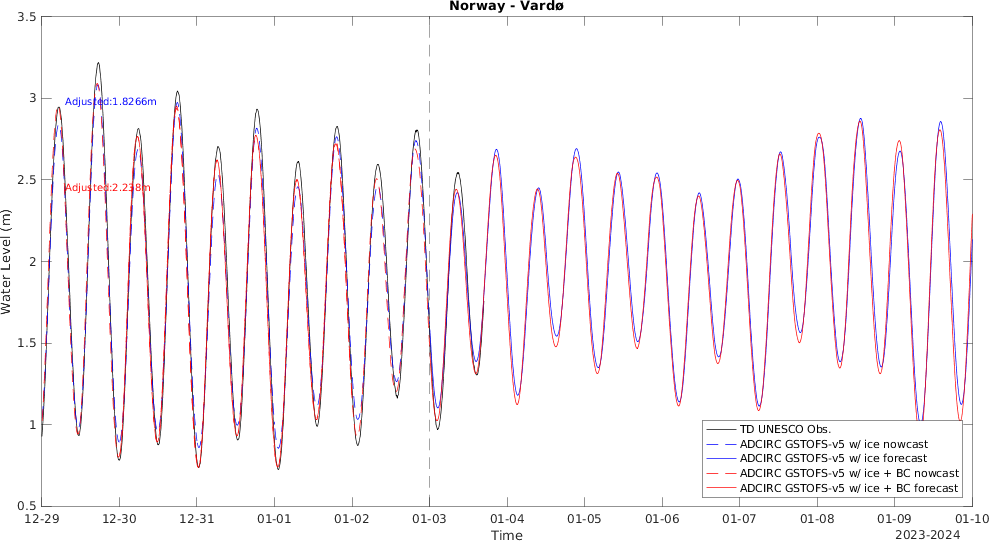 Norway - Vardø
3.5
3
2.5
2
1.5
1
0.5
Water Level (m)
Adjusted:1.8266m
Adjusted:2.238m
TD UNESCO Obs.
ADCIRC GSTOFS-v5 w/ ice nowcast
ADCIRC GSTOFS-v5 w/ ice forecast
ADCIRC GSTOFS-v5 w/ ice + BC nowcast
ADCIRC GSTOFS-v5 w/ ice + BC forecast
12-29 12-30 12-31 01-01 01-02 01-03 01-04 01-05 01-06 01-07 01-08 01-09 01-10
Time
2023-2024